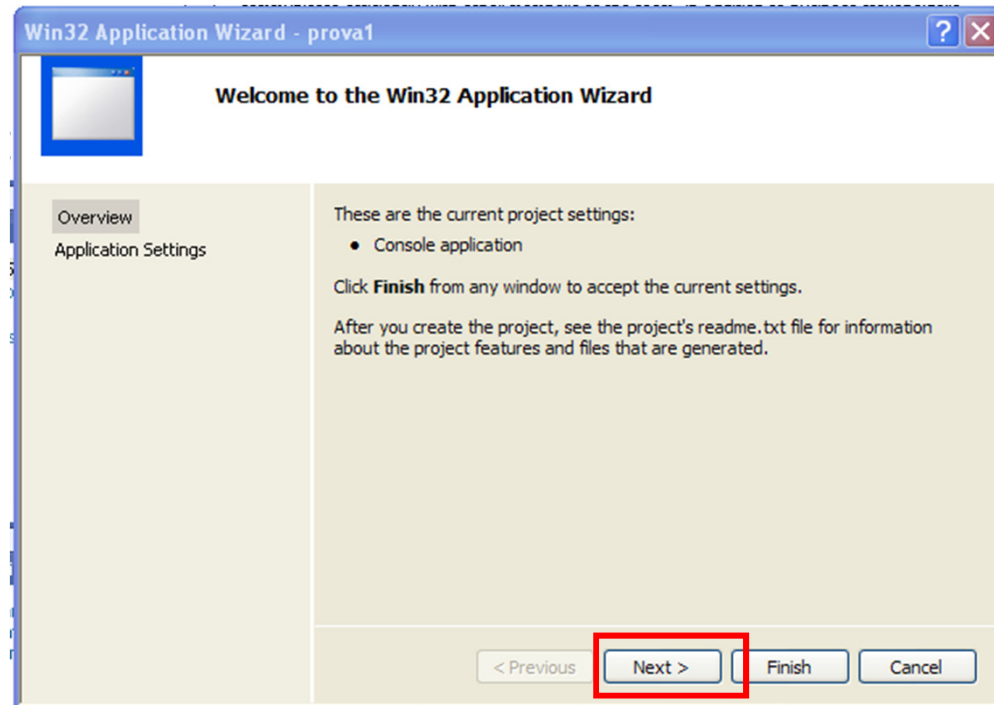 Win32 Application Wizard - prova1
Welcome to the Win32 Application Wizard
Overview
Application Settings
These are the current project settings:
• Console application
Click Finish from any window to accept the current settings.
After you create the project, see the project's readme.txt file for information
about the project features and files that are generated.
< Previous Next > Finish Cancel